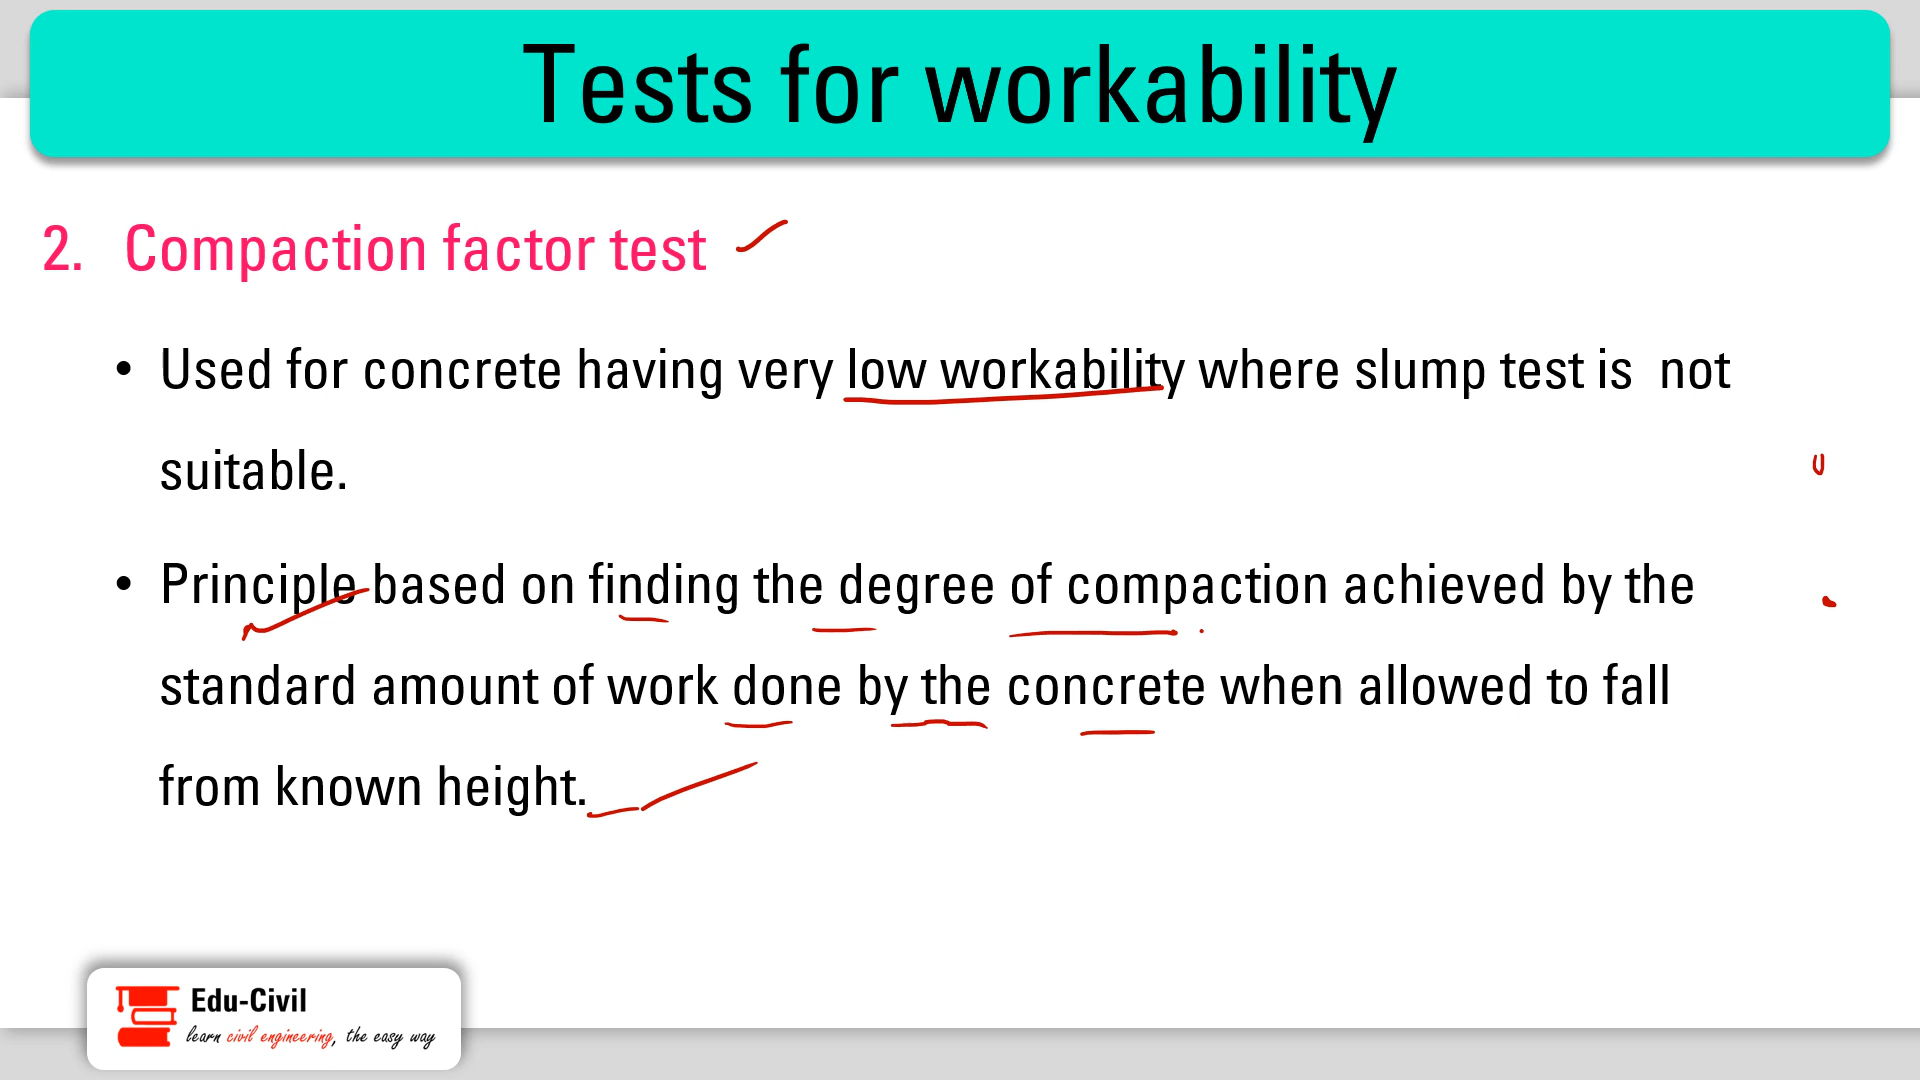 Tests for workability
2. Compaction factor test
• Used for concrete having very low workability where slump test is not
suitable.
• Principle based on finding the degree of compaction achieved by the
standard amount of work done by the concrete when allowed to fall
from known height.
Edu-Civil
learn civil engineering, the easy way